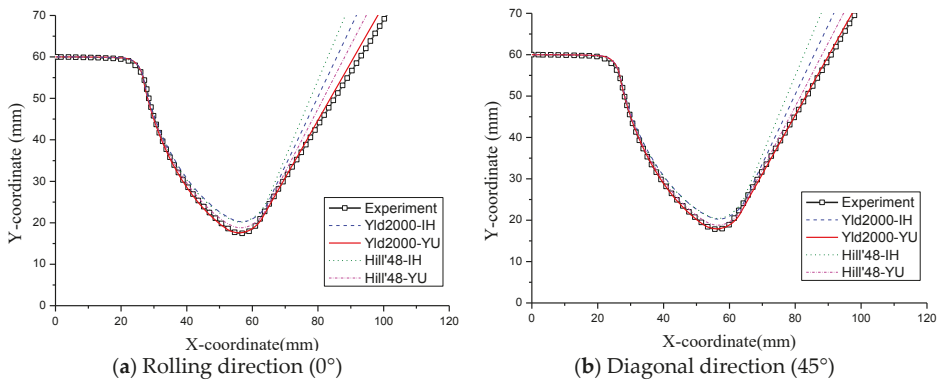 70
60
50
40
30
20
10
0
Y-coordinate (mm)
Experiment
Yld2000-IH
Yld2000-YU
Hill'48-IH
Hill'48-YU
0 20 40 60 80 100 120
X-coordinate(mm)
(a) Rolling direction (0°)
70
60
50
40
30
20
10
0
Y-coordinate (mm)
Experiment
Yld2000-IH
Yld2000-YU
Hill'48-IH
Hill'48-YU
0 20 40 60 80 100 120
X-coordinate(mm)
(b) Diagonal direction (45°)